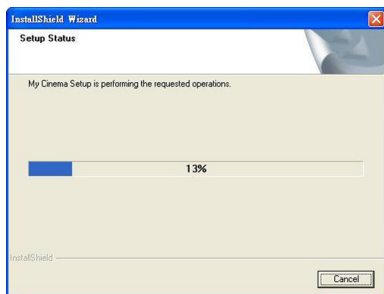 InstallShield Wizard
Setup Status
My Cinema Setup is performing the requested operations.
13%
InstallShield
Cancel